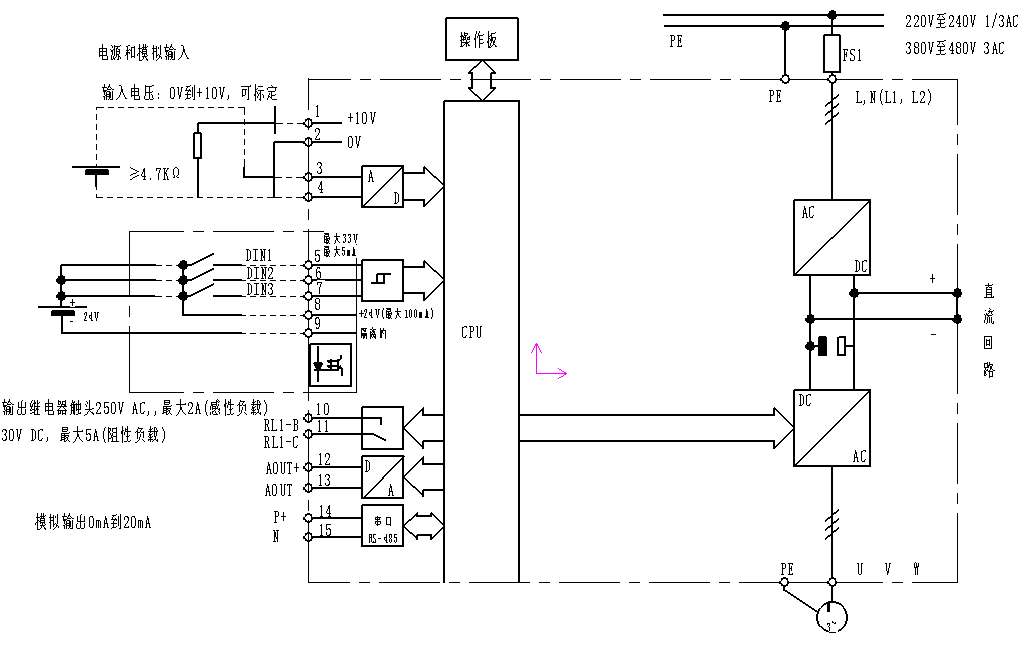 操作板
220V至240V 1/3AC
380V至480V 3AC
PE
FS1
电源和模拟输入
输入电压: 0V到+10V, 可标定
PE
L,N(L1, L2)
1
+10V
2
0V
≥4.7KΩ
3
4
A
D
AC
DC
最大33V
最大5mA
DIN1
5
DIN2
6
DIN3
7
8
+24V(最大100mA)
9
隔离的
+
-
24V
CPU
+
-
直流回路
输出继电器触头250V AC,,最大2A(感性负载)
30V DC, 最大5A(阻性负载)
10
RL1-B
11
RL1-C
DC
AC
12
AOUT+
13
AOUT
D
A
模拟输出0mA到20mA
P+
14
N
15
串口
RS-485
PE
U V W
3~